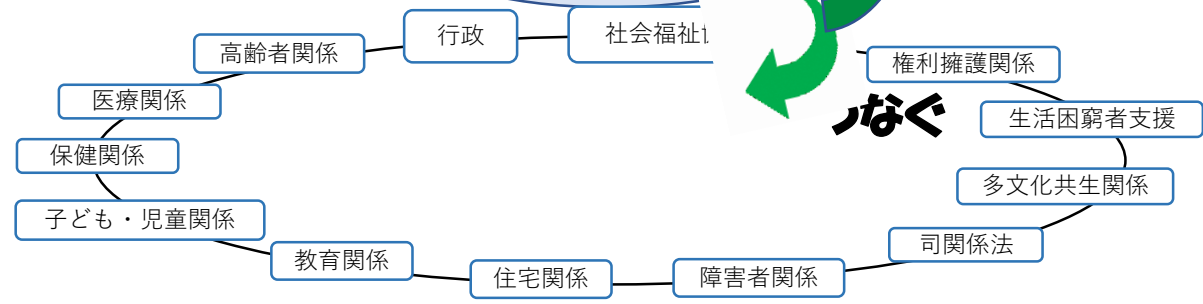 行政
社会福祉
高齢者関係
権利擁護関係
医療関係
生活困窮者支援
なぐ
保健関係
多文化共生関係
子ども・児童関係
司関係法
教育関係
住宅関係
障害者関係